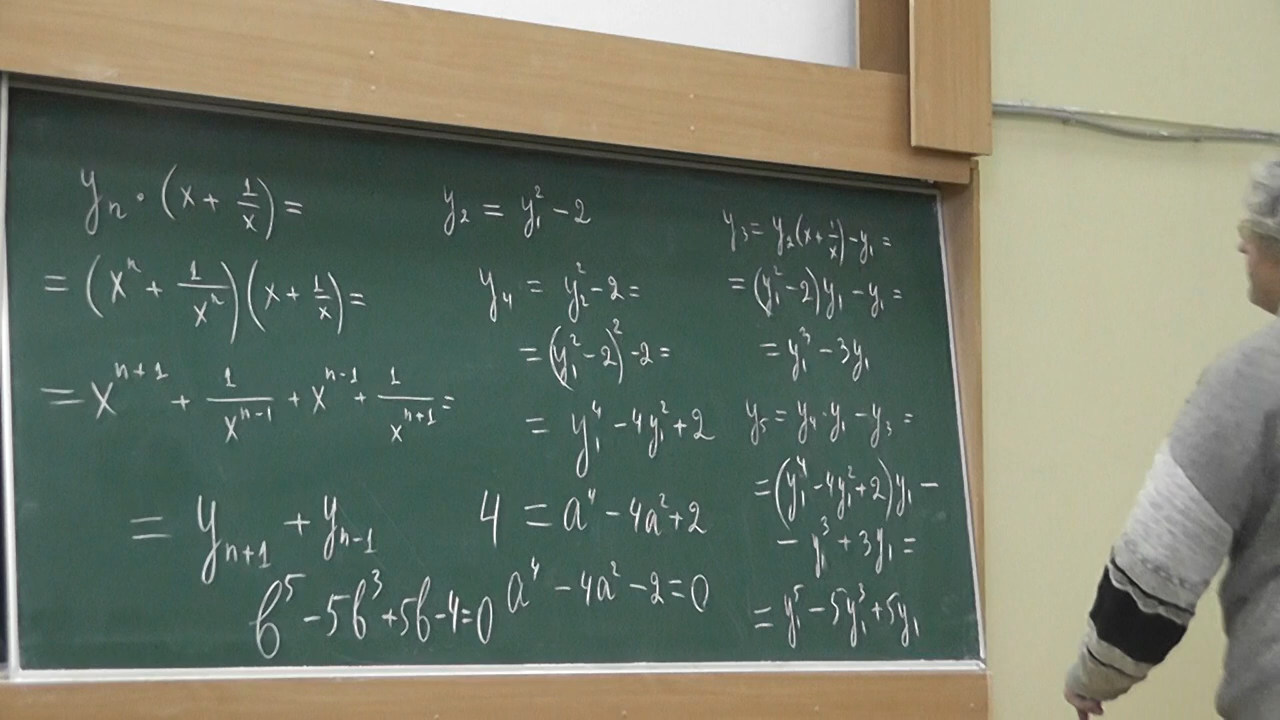 yₙ · (x + 1/x) =
= (xⁿ + 1/xⁿ)(x + 1/x) =
= xⁿ⁺¹ + 1/xⁿ⁻¹ + xⁿ⁻¹ + 1/xⁿ⁺¹ =
= yₙ₊₁ + yₙ₋₁
b⁵ - 5b³ + 5b - 4 = 0
y₂ = y₁² - 2
y₄ = y₂² - 2 =
= (y₁² - 2)² - 2 =
= y₁⁴ - 4y₁² + 2
4 = a⁴ - 4a² + 2
a⁴ - 4a² - 2 = 0
y₃ = y₂(x + 1/x) - y₁ =
= (y₁² - 2)y₁ - y₁ =
= y₁³ - 3y₁
y₅ = y₄ · y₁ - y₃ =
= (y₁⁴ - 4y₁² + 2)y₁ -
- y₁³ + 3y₁ =
= y₁⁵ - 5y₁³ + 5y₁